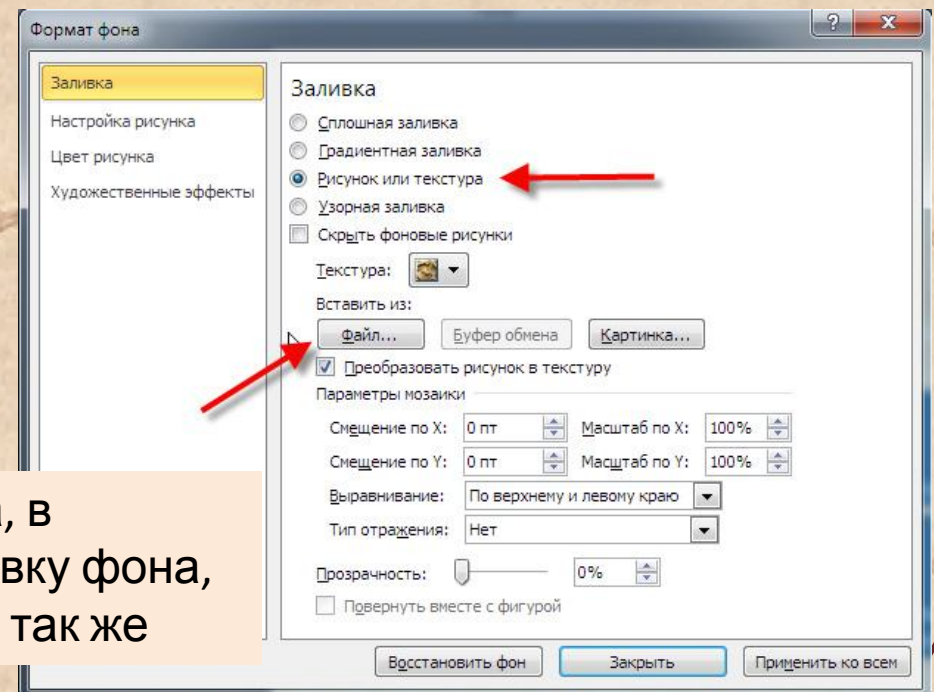 Формат фона
Заливка
Настройка рисунка
Цвет рисунка
Художественные эффекты
Заливка
Сплошная заливка
Градиентная заливка
Рисунок или текстура
Узорная заливка
Скрыть фоновые рисунки
Текстура:
Вставить из:
Файл... Буфер обмена Картинка...
Преобразовать рисунок в текстуру
Параметры мозаики
Смещение по X: 0 пт Масштаб по X: 100%
Смещение по Y: 0 пт Масштаб по Y: 100%
Выравнивание: По верхнему и левому краю
Тип отражения: Нет
Прозрачность: 0%
Повернуть вместе с фигурой
Восстановить фон Закрыть Применить ко всем
, в
вку фона,
так же